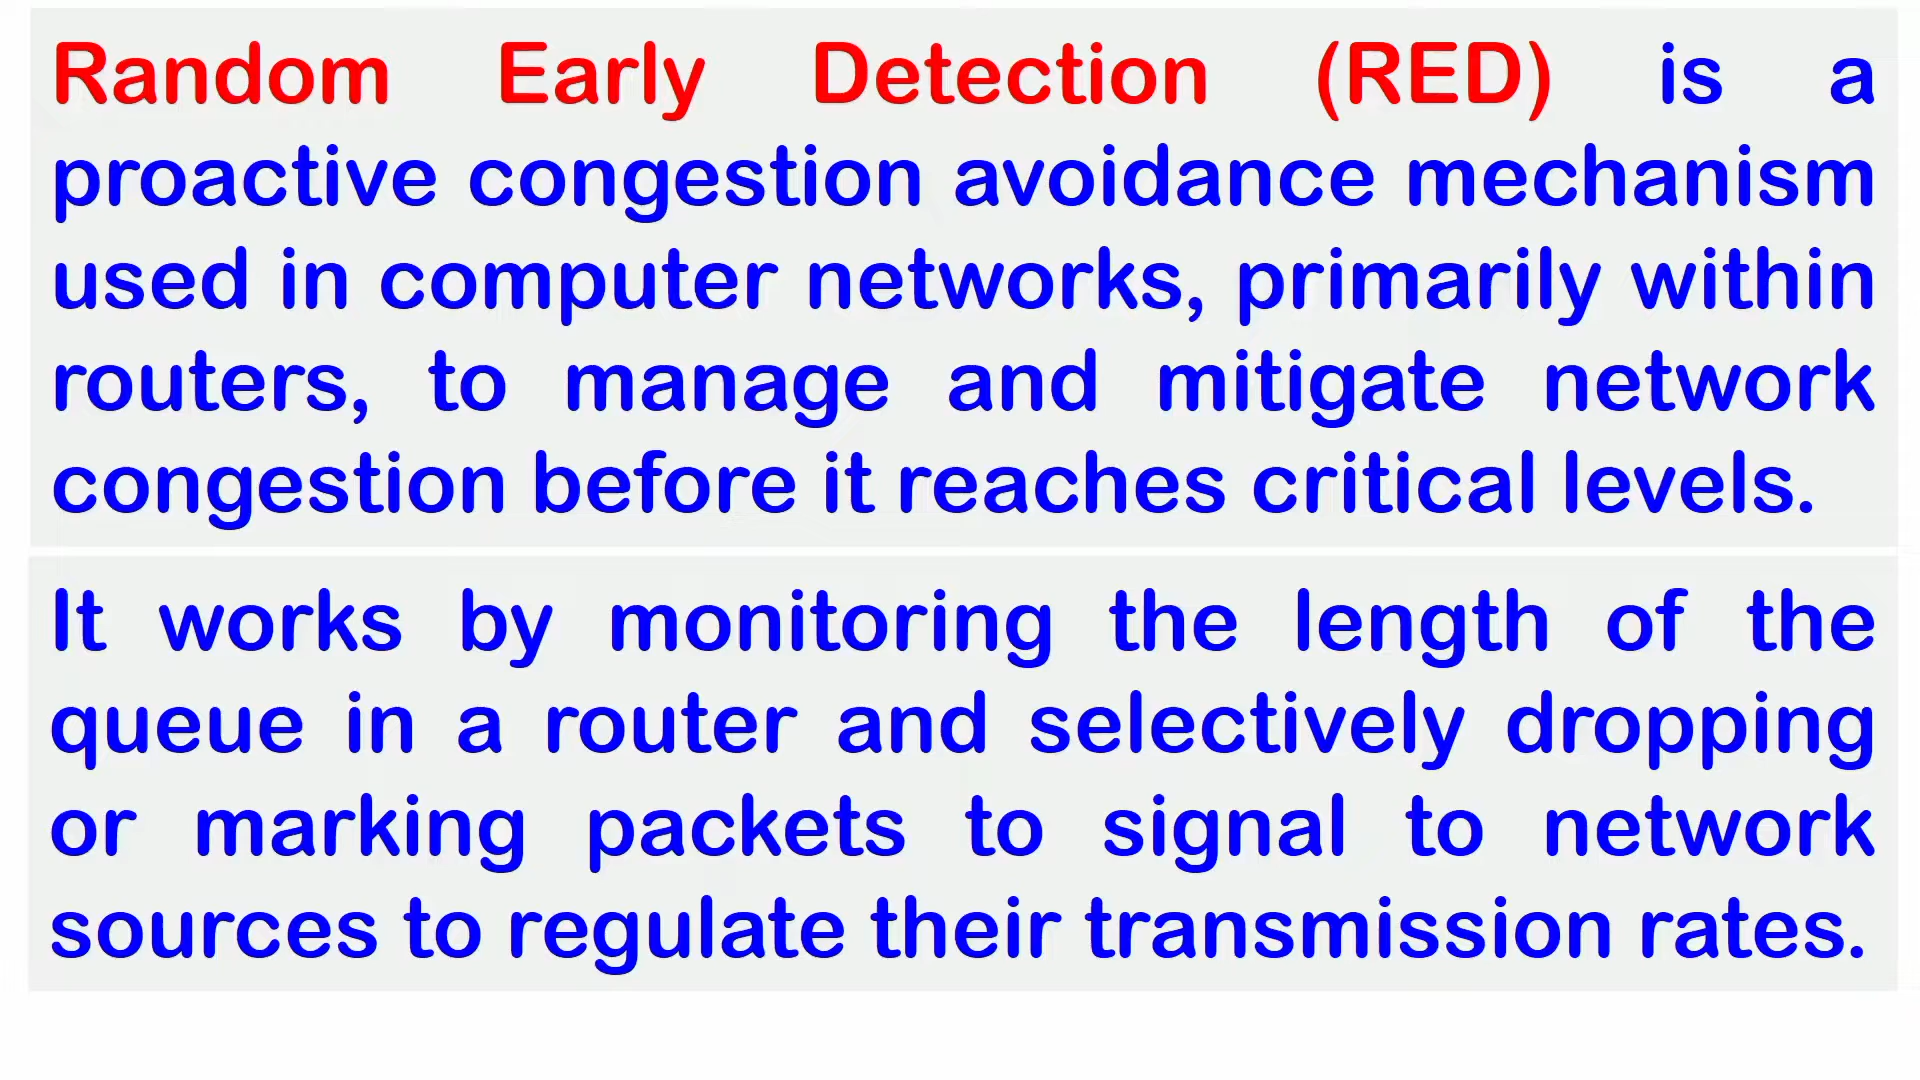 Random Early Detection (RED) is a
proactive congestion avoidance mechanism
used in computer networks, primarily within
routers, to manage and mitigate network
congestion before it reaches critical levels.
It works by monitoring the length of the
queue in a router and selectively dropping
or marking packets to signal to network
sources to regulate their transmission rates.